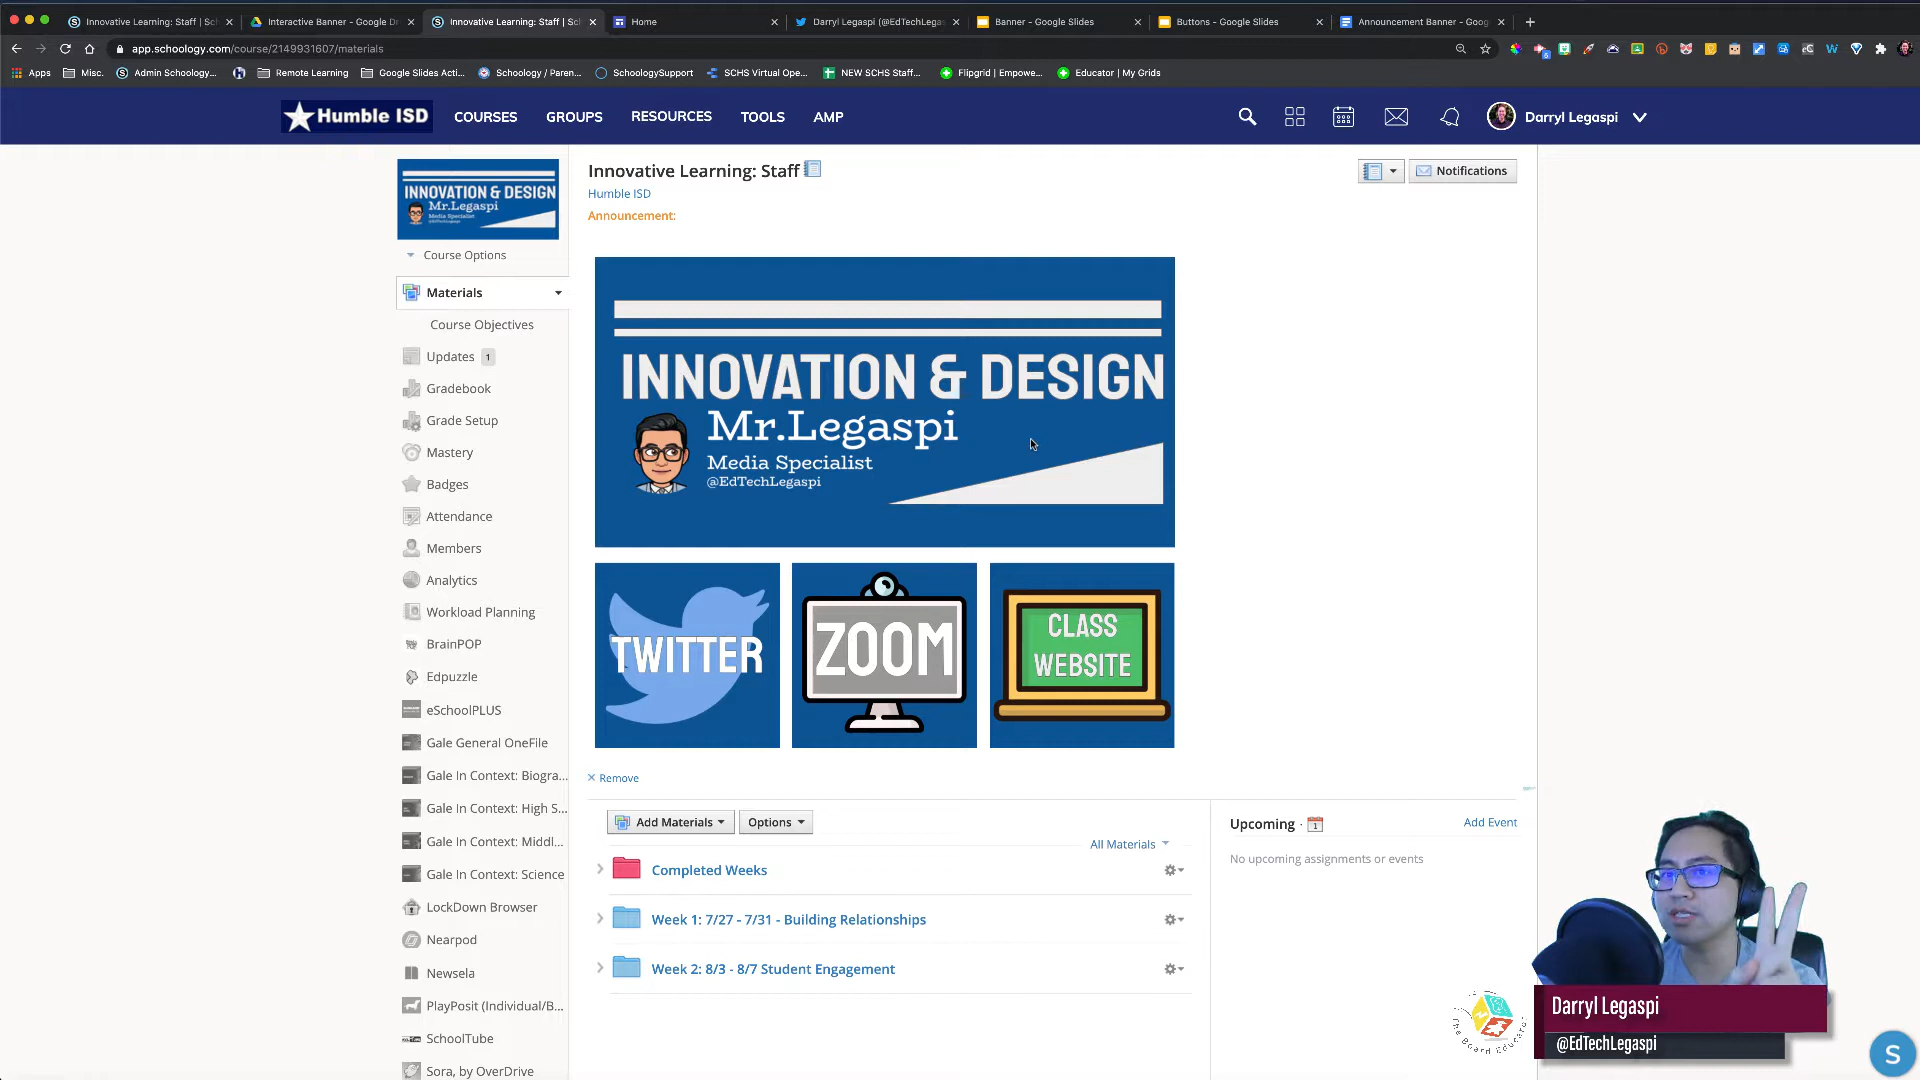 Innovative Learning: Staff | Sc
Interactive Banner - Google Dr
Innovative Learning: Staff | Sc
Home
Darryl Legaspi (@EdTechLegas
Banner - Google Slides
Buttons - Google Slides
Announcement Banner - Goog
app.schoology.com/course/2149931607/materials
Apps
Misc.
Admin Schoology...
Remote Learning
Google Slides Acti...
Schoology / Paren...
SchoologySupport
SCHS Virtual Ope...
NEW SCHS Staff...
Flipgrid | Empowe...
Educator | My Grids
Humble ISD
COURSES
GROUPS
RESOURCES
TOOLS
AMP
Darryl Legaspi
INNOVATION & DESIGN
Mr.Legaspi
Media Specialist
@EdTechLegaspi
Course Options
Materials
Course Objectives
Updates 1
Gradebook
Grade Setup
Mastery
Badges
Attendance
Members
Analytics
Workload Planning
BrainPOP
Edpuzzle
eSchoolPLUS
Gale General OneFile
Gale In Context: Biogra...
Gale In Context: High S...
Gale In Context: Middl...
Gale In Context: Science
LockDown Browser
Nearpod
Newsela
PlayPosit (Individual/B...
SchoolTube
Sora, by OverDrive
Innovative Learning: Staff
Humble ISD
Announcement:
Notifications
INNOVATION & DESIGN
Mr.Legaspi
Media Specialist
@EdTechLegaspi
TWITTER
ZOOM
CLASS
WEBSITE
Remove
Add Materials
Options
All Materials
Completed Weeks
Week 1: 7/27 - 7/31 - Building Relationships
Week 2: 8/3 - 8/7 Student Engagement
Upcoming · 1
Add Event
No upcoming assignments or events
The Board Educator
Darryl Legaspi
@EdTechLegaspi
S